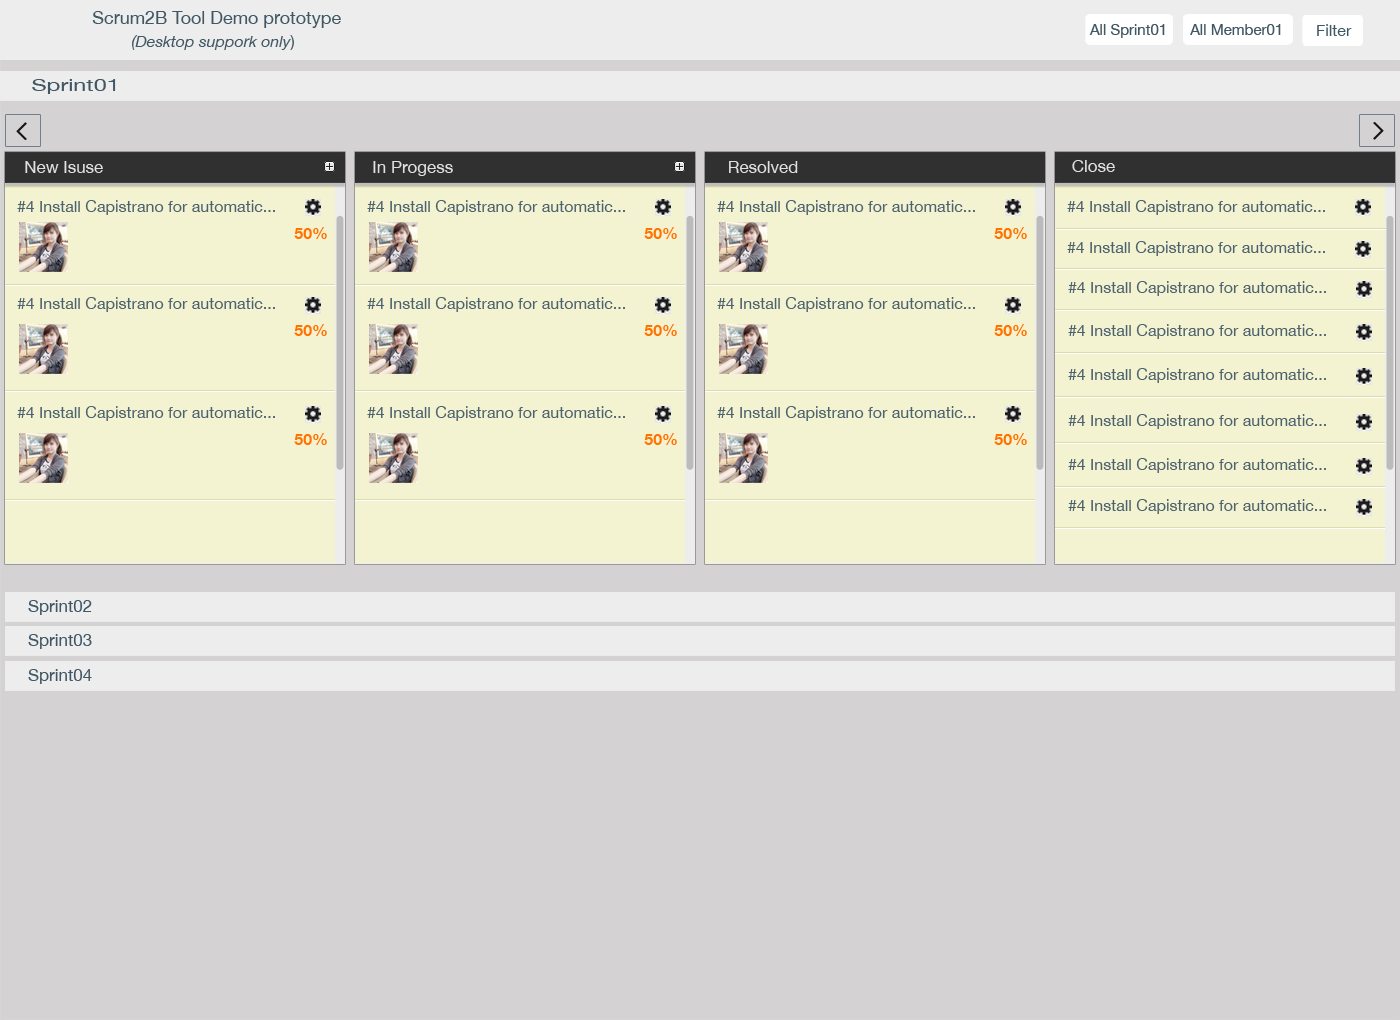 Scrum2B Tool Demo prototype
(Desktop suppork only)
All Sprint01
All Member01
Filter
Sprint01
New Isuse
#4 Install Capistrano for automatic...
50%
#4 Install Capistrano for automatic...
50%
#4 Install Capistrano for automatic...
50%
In Progess
#4 Install Capistrano for automatic...
50%
#4 Install Capistrano for automatic...
50%
#4 Install Capistrano for automatic...
50%
Resolved
#4 Install Capistrano for automatic...
50%
#4 Install Capistrano for automatic...
50%
#4 Install Capistrano for automatic...
50%
Close
#4 Install Capistrano for automatic...
#4 Install Capistrano for automatic...
#4 Install Capistrano for automatic...
#4 Install Capistrano for automatic...
#4 Install Capistrano for automatic...
#4 Install Capistrano for automatic...
#4 Install Capistrano for automatic...
#4 Install Capistrano for automatic...
Sprint02
Sprint03
Sprint04